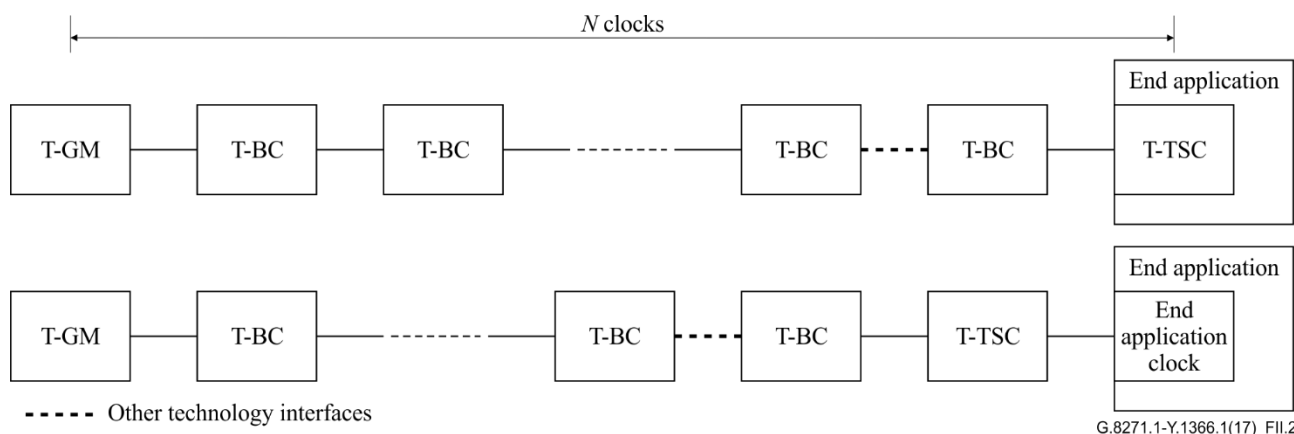 N clocks
End application
T-GM
T-BC
T-BC
T-BC
T-BC
T-TSC
End application
T-GM
T-BC
T-BC
T-BC
T-TSC
End
application
clock
Other technology interfaces
G.8271.1-Y.1366.1(17)_FII.2